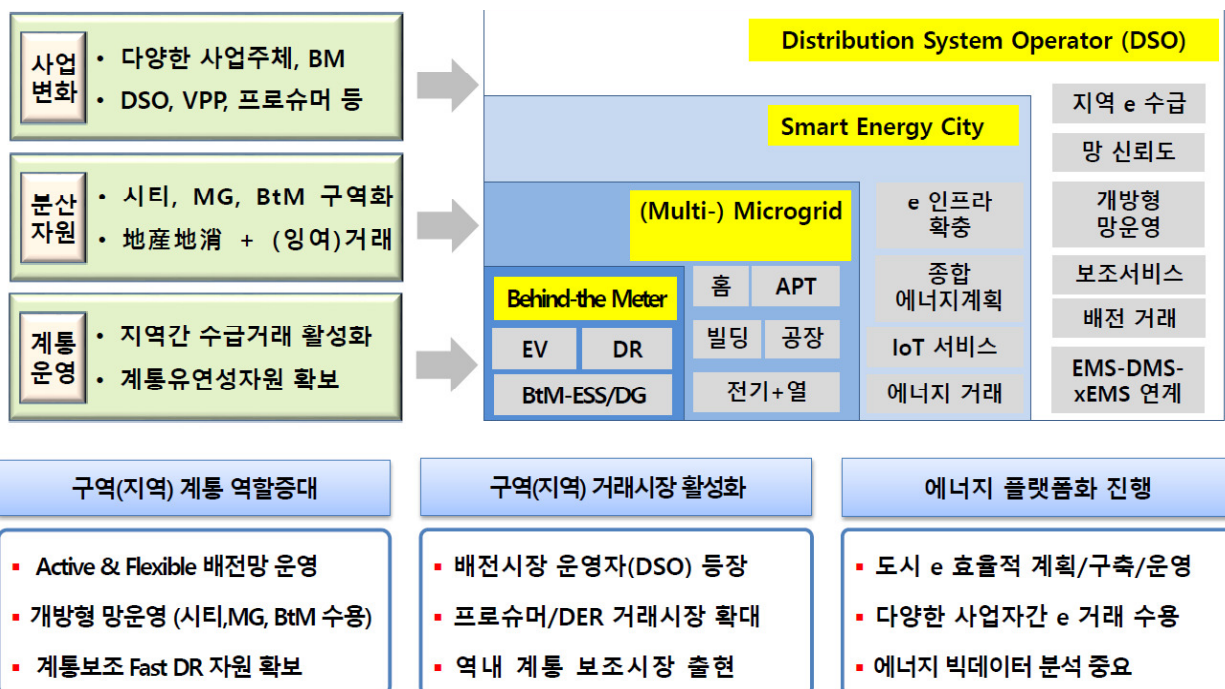 사업
변화
• 다양한 사업주체, BM
• DSO, VPP, 프로슈머 등
분산
자원
• 시티, MG, BtM 구역화
• 地産地消 + (잉여)거래
계통
운영
• 지역간 수급거래 활성화
• 계통유연성자원 확보
Distribution System Operator (DSO)
지역 e 수급
망 신뢰도
개방형
망운영
보조서비스
배전 거래
EMS-DMS-
xEMS 연계
Smart Energy City
e 인프라
확충
종합
에너지계획
IoT 서비스
에너지 거래
(Multi-) Microgrid
홈
APT
빌딩
공장
전기+열
Behind-the Meter
EV
DR
BtM-ESS/DG
구역(지역) 계통 역할증대
▪ Active & Flexible 배전망 운영
▪ 개방형 망운영 (시티,MG, BtM 수용)
▪ 계통보조 Fast DR 자원 확보
구역(지역) 거래시장 활성화
▪ 배전시장 운영자(DSO) 등장
▪ 프로슈머/DER 거래시장 확대
▪ 역내 계통 보조시장 출현
에너지 플랫폼화 진행
▪ 도시 e 효율적 계획/구축/운영
▪ 다양한 사업자간 e 거래 수용
▪ 에너지 빅데이터 분석 중요